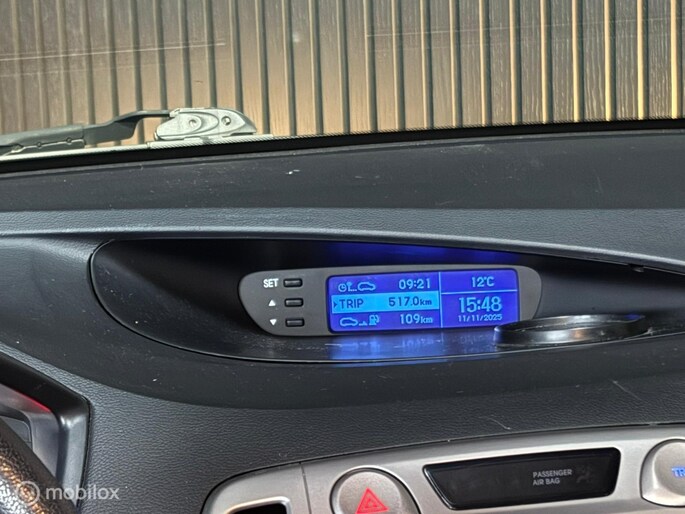 SET
09:21 12°C
TRIP 517.0km
15:48
109km 11/11/2025
PASSENGER
AIR BAG
mobilox